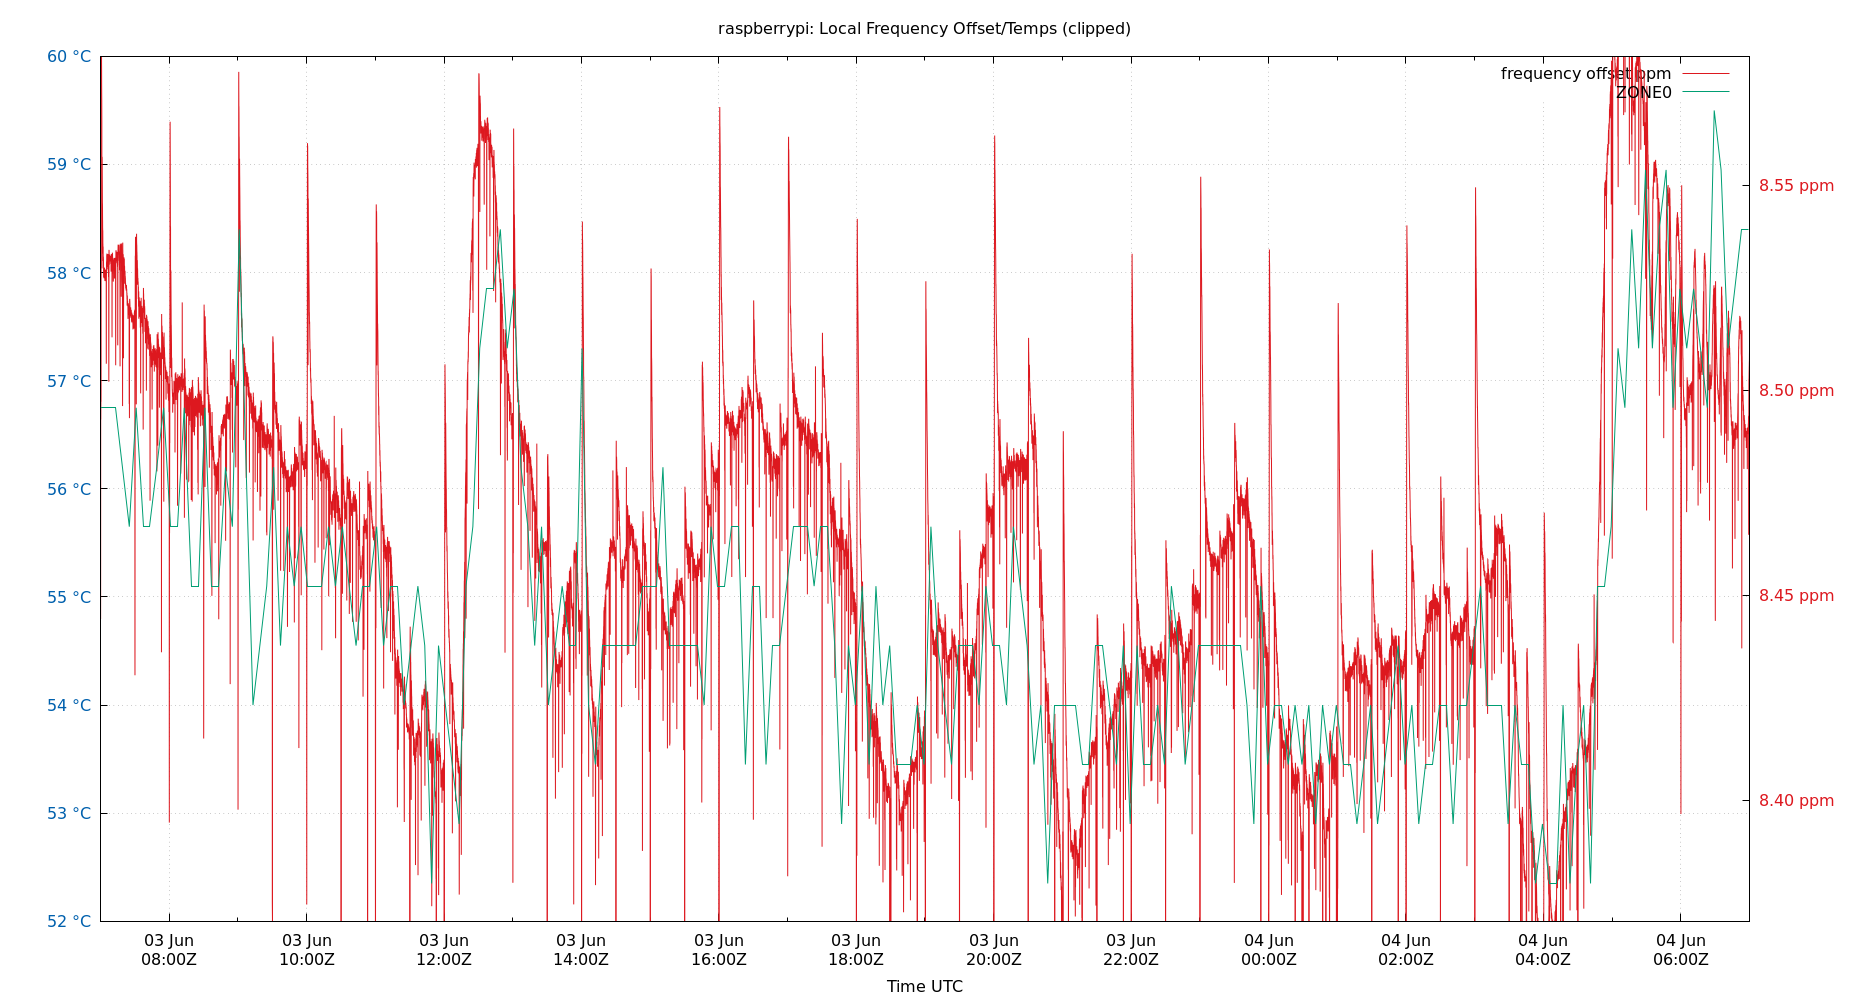 raspberrypi: Local Frequency Offset/Temps (clipped)
60 °C
59 °C
58 °C
57 °C
56 °C
55 °C
54 °C
53 °C
52 °C
frequency offset ppm
ZONE0
8.55 ppm
8.50 ppm
8.45 ppm
8.40 ppm
03 Jun 03 Jun 03 Jun 03 Jun 03 Jun 03 Jun 03 Jun 03 Jun 04 Jun 04 Jun 04 Jun 04 Jun
08:00Z 10:00Z 12:00Z 14:00Z 16:00Z 18:00Z 20:00Z 22:00Z 00:00Z 02:00Z 04:00Z 06:00Z
Time UTC